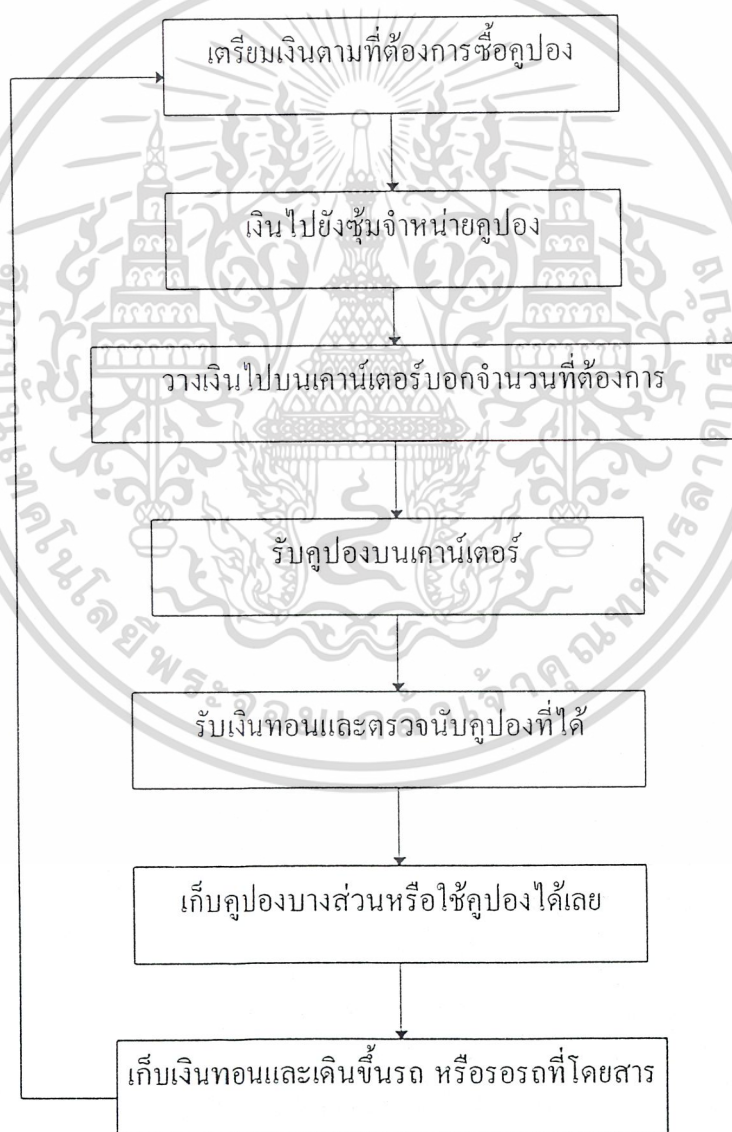 เตรียมเงินตามที่ต้องการซื้อคูปอง
เงินไปยังซุ้มจำหน่ายคูปอง
วางเงินไปบนเคาน์เตอร์บอกจำนวนที่ต้องการ
รับคูปองบนเคาน์เตอร์
รับเงินทอนและตรวจนับคูปองที่ได้
เก็บคูปองบางส่วนหรือใช้คูปองได้เลย
เก็บเงินทอนและเดินขึ้นรถ หรือรอรถที่โดยสาร